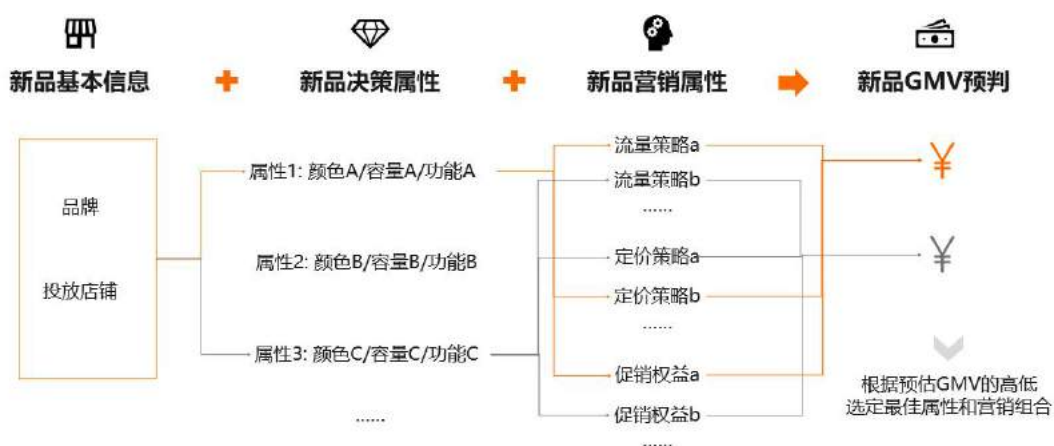 新品基本信息
新品决策属性
新品营销属性
新品GMV预判
品牌
投放店铺
属性1: 颜色A/容量A/功能A
属性2: 颜色B/容量B/功能B
属性3: 颜色C/容量C/功能C
......
流量策略a
流量策略b
......
定价策略a
定价策略b
......
促销权益a
促销权益b
......
¥
¥
根据预估GMV的高低
选定最佳属性和营销组合